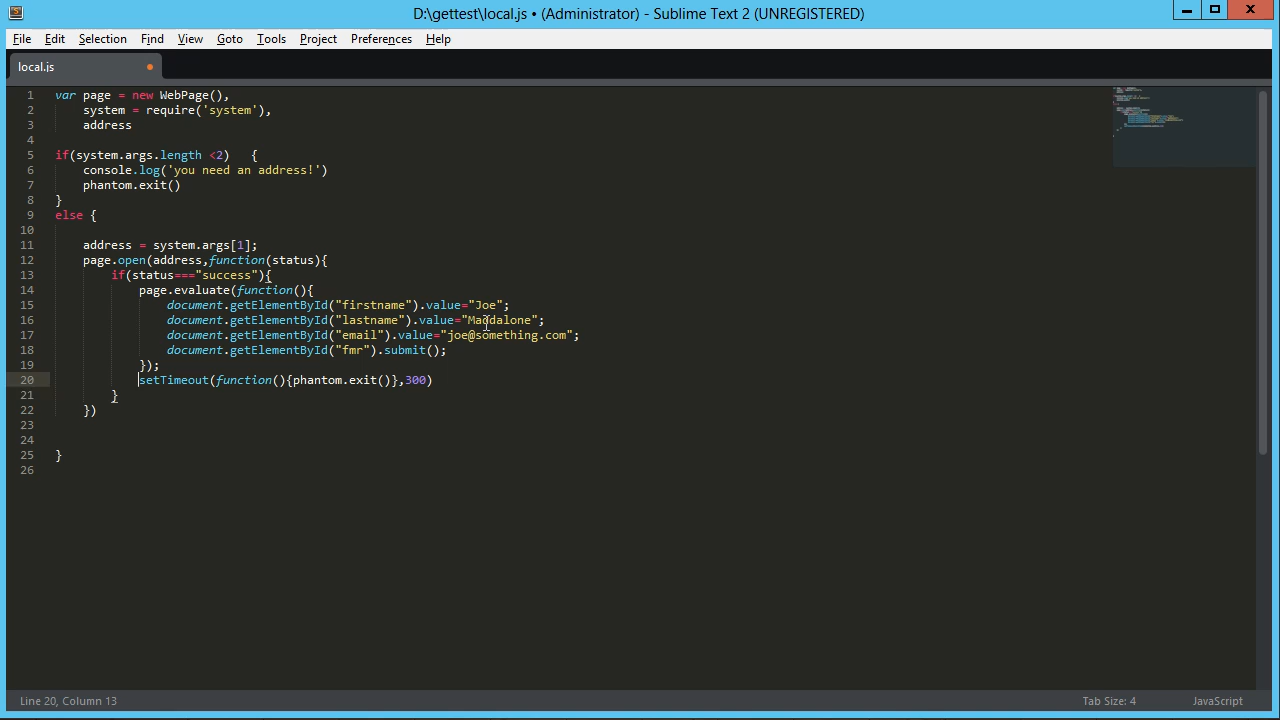 D:\gettest\local.js • (Administrator) - Sublime Text 2 (UNREGISTERED)
File Edit Selection Find View Goto Tools Project Preferences Help
local.js
1 var page = new WebPage(),
2 system = require('system'),
3 address
4
5 if(system.args.length <2) {
6 console.log('you need an address!')
7 phantom.exit()
8 }
9 else {
10
11 address = system.args[1];
12 page.open(address,function(status){
13 if(status==="success"){
14 page.evaluate(function(){
15 document.getElementById("firstname").value="Joe";
16 document.getElementById("lastname").value="Magdalone";
17 document.getElementById("email").value="joe@something.com";
18 document.getElementById("fmr").submit();
19 });
20 setTimeout(function(){phantom.exit()},300)
21 }
22 })
23
24
25 }
26
Line 20, Column 13 Tab Size: 4 JavaScript